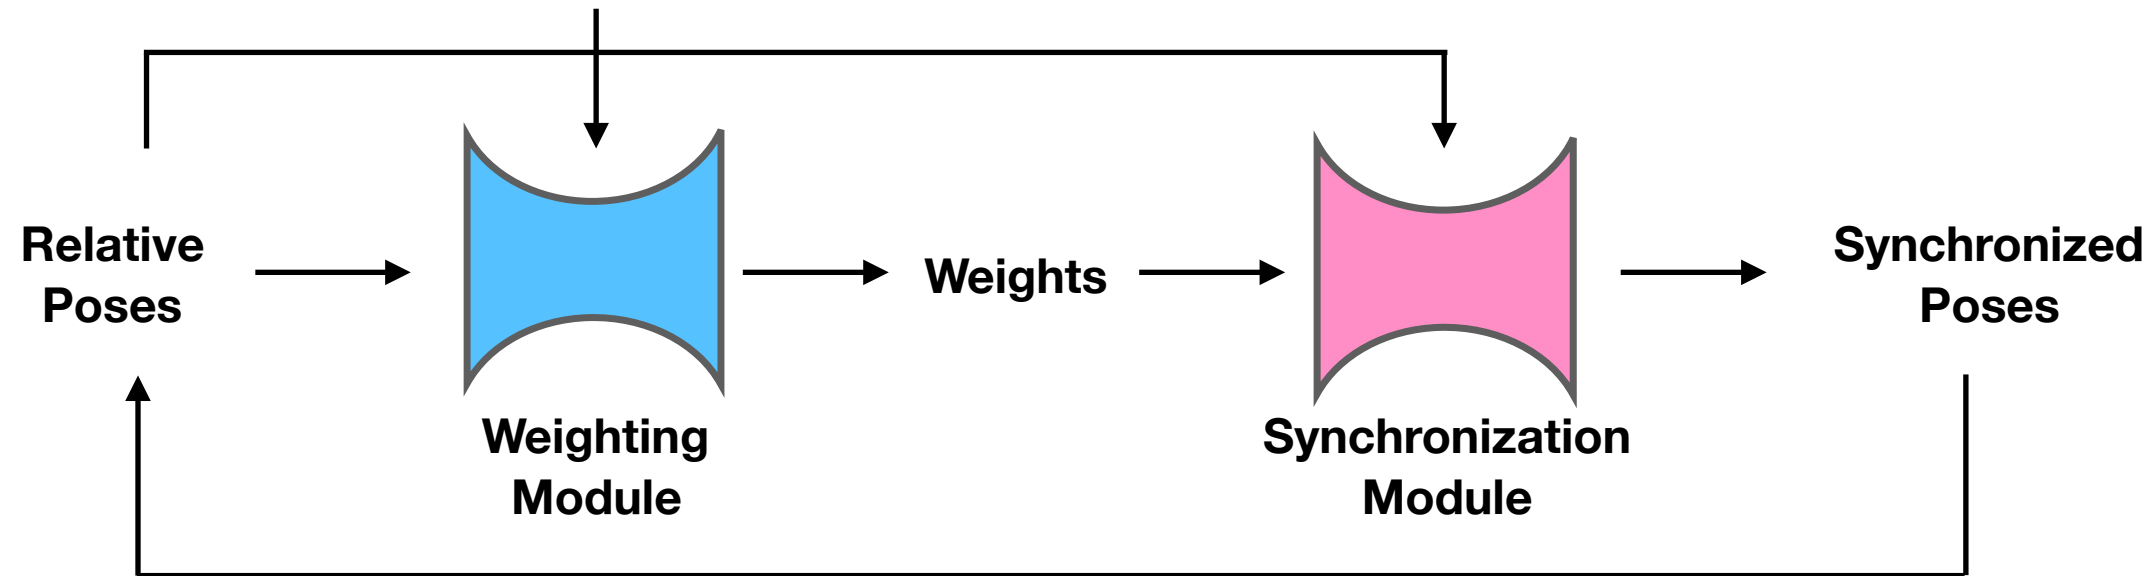 Relative
Poses
Weighting
Module
Weights
Synchronization
Module
Synchronized
Poses